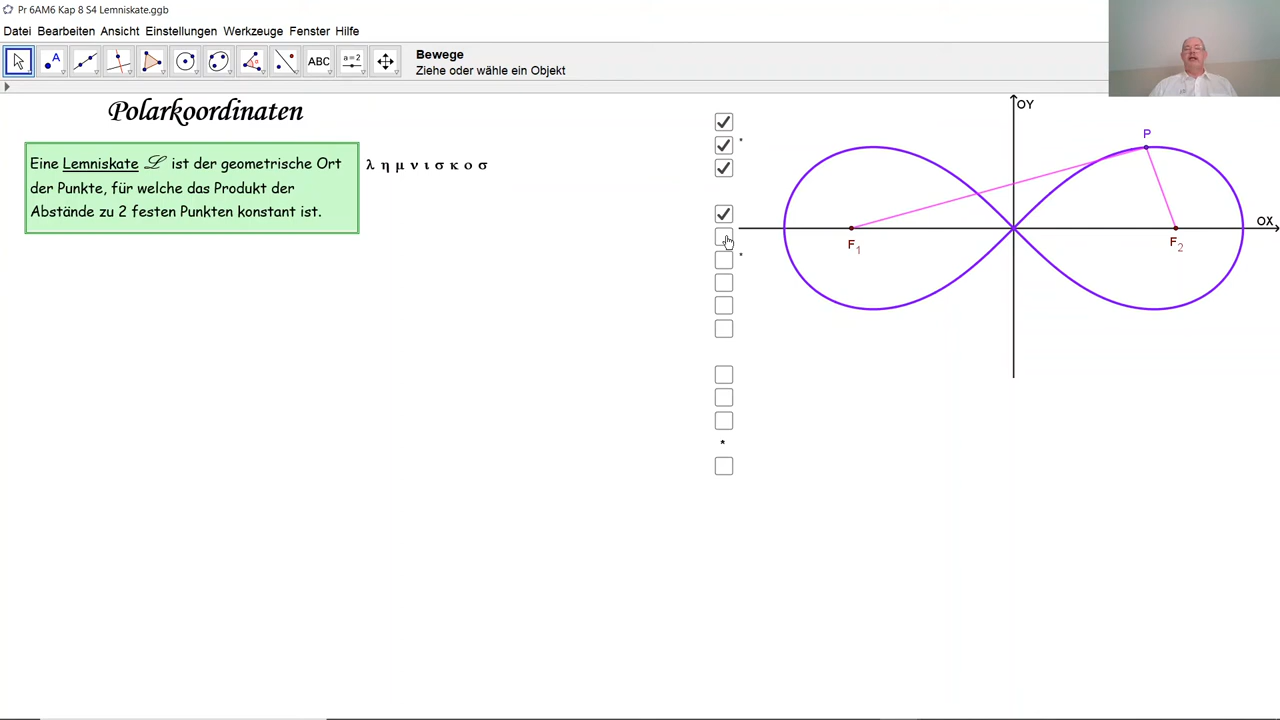 Pr 6AM6 Kap 8 S4 Lemniskate.ggb
Datei Bearbeiten Ansicht Einstellungen Werkzeuge Fenster Hilfe
A
ABC
a=2
Bewege
Ziehe oder wähle ein Objekt
Polarkoordinaten
Eine Lemniskate ℒ ist der geometrische Ort
der Punkte, für welche das Produkt der
Abstände zu 2 festen Punkten konstant ist.
λ η μ ν ι σ κ ο σ
*
*
*
OY
P
OX
F1
F2